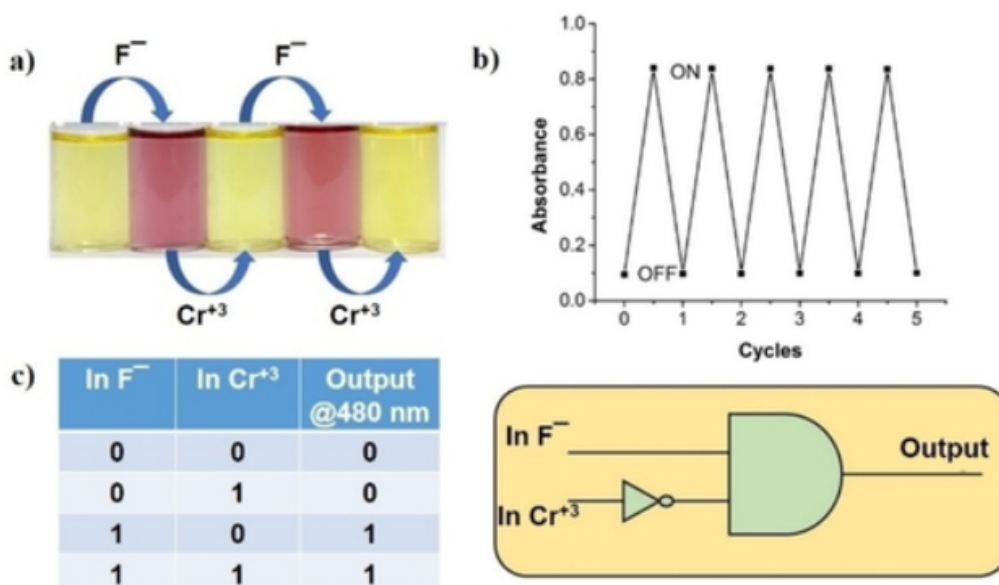 a)
F⁻
F⁻
Cr⁺³
Cr⁺³
b)
Absorbance
1.0
0.8
0.6
0.4
0.2
0.0
ON
OFF
0 1 2 3 4 5
Cycles
c)
In F⁻ In Cr⁺³ Output
@480 nm
0 0 0
0 1 0
1 0 1
1 1 1
In F⁻
In Cr⁺³
Output